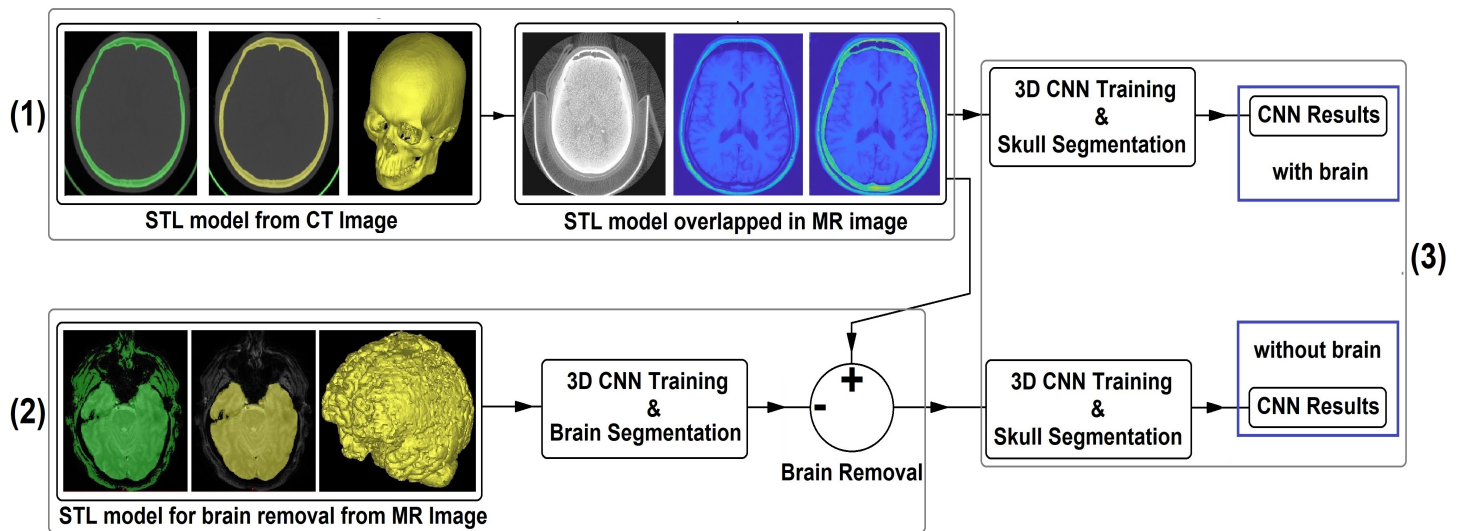 (1)
STL model from CT Image
STL model overlapped in MR image
3D CNN Training
&
Skull Segmentation
CNN Results
with brain
(3)
(2)
STL model for brain removal from MR Image
3D CNN Training
&
Brain Segmentation
+
-
Brain Removal
3D CNN Training
&
Skull Segmentation
without brain
CNN Results